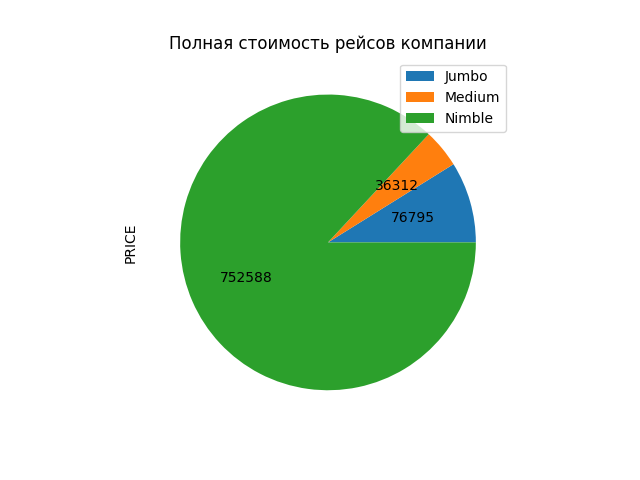 Полная стоимость рейсов компании
Jumbo
Medium
Nimble
36312
76795
PRICE
752588